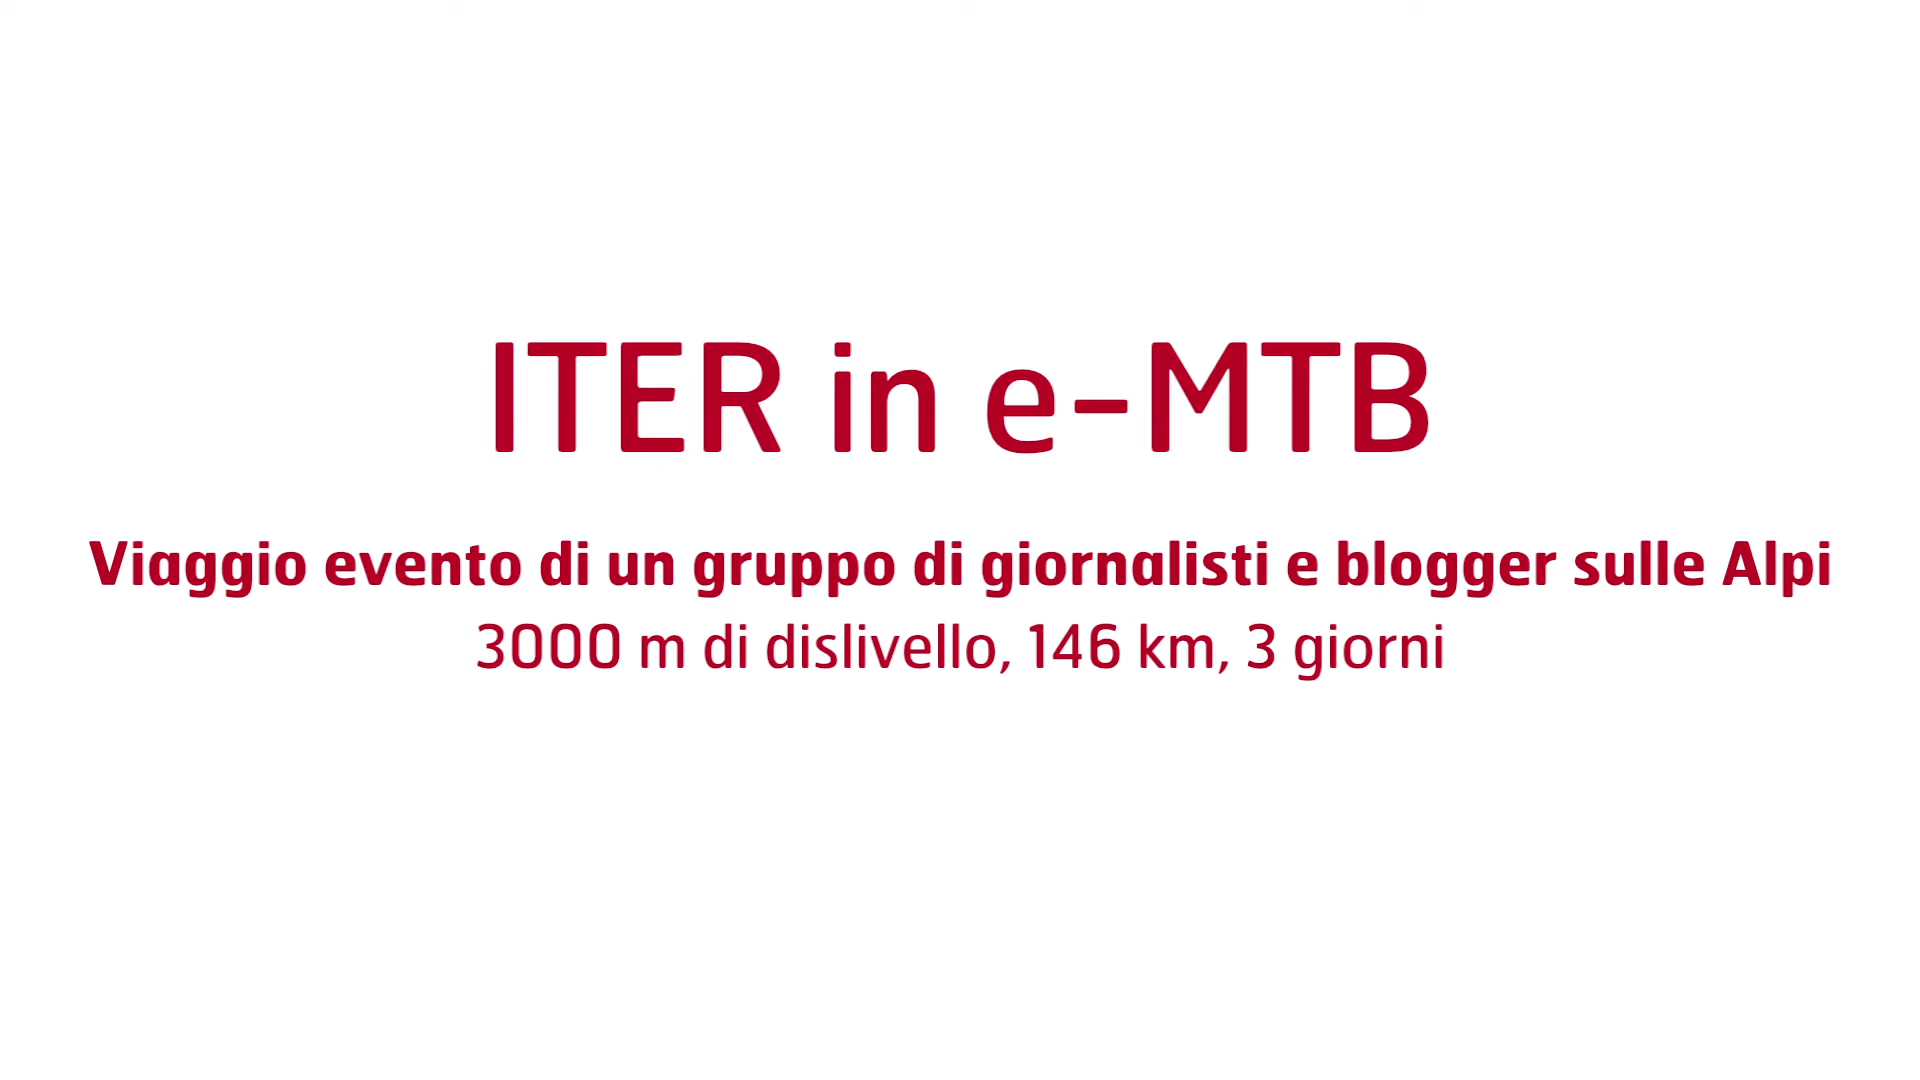 ITER in e-MTB
Viaggio evento di un gruppo di giornalisti e blogger sulle Alpi
3000 m di dislivello, 146 km, 3 giorni